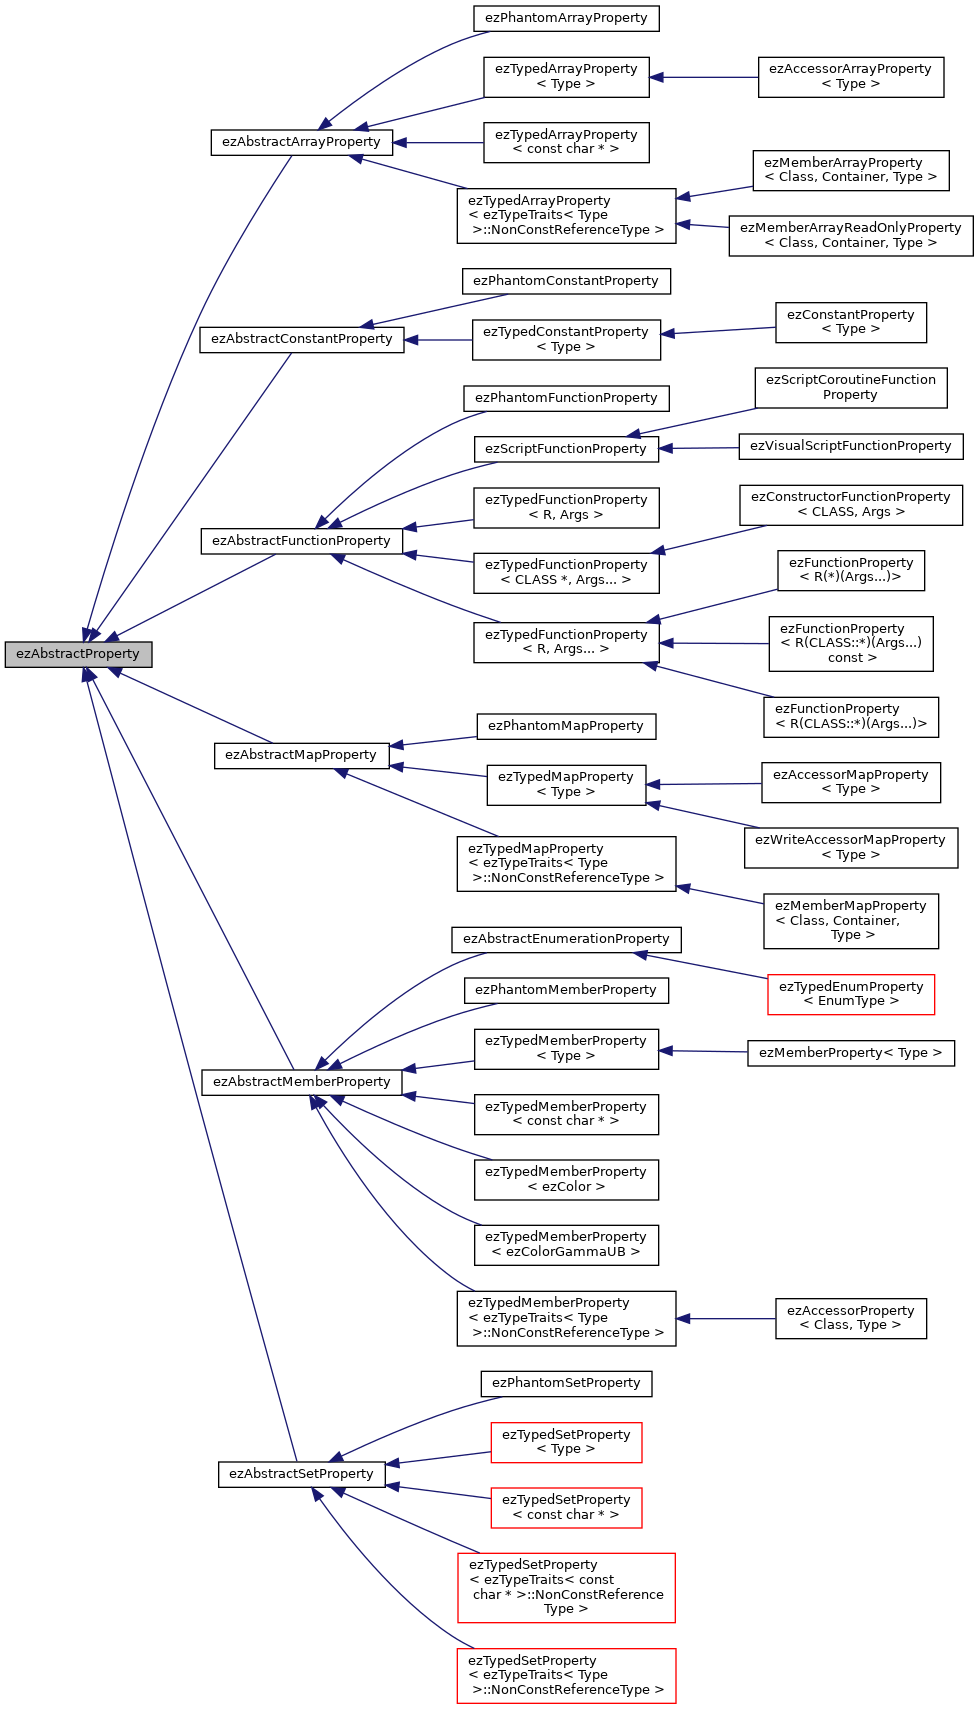 ezPhantomArrayProperty
ezTypedArrayProperty
< Type >
ezAccessorArrayProperty
< Type >
ezAbstractArrayProperty
ezTypedArrayProperty
< const char * >
ezMemberArrayProperty
< Class, Container, Type >
ezTypedArrayProperty
< ezTypeTraits< Type
>::NonConstReferenceType >
ezMemberArrayReadOnlyProperty
< Class, Container, Type >
ezPhantomConstantProperty
ezAbstractConstantProperty
ezTypedConstantProperty
< Type >
ezConstantProperty
< Type >
ezPhantomFunctionProperty
ezScriptCoroutineFunction
Property
ezScriptFunctionProperty
ezVisualScriptFunctionProperty
ezTypedFunctionProperty
< R, Args >
ezConstructorFunctionProperty
< CLASS, Args >
ezAbstractFunctionProperty
ezTypedFunctionProperty
< CLASS *, Args... >
ezFunctionProperty
< R(*)(Args...)>
ezTypedFunctionProperty
< R, Args... >
ezFunctionProperty
< R(CLASS::*)(Args...)
const >
ezAbstractProperty
ezFunctionProperty
< R(CLASS::*)(Args...)>
ezPhantomMapProperty
ezAbstractMapProperty
ezTypedMapProperty
< Type >
ezAccessorMapProperty
< Type >
ezWriteAccessorMapProperty
< Type >
ezTypedMapProperty
< ezTypeTraits< Type
>::NonConstReferenceType >
ezMemberMapProperty
< Class, Container,
Type >
ezAbstractEnumerationProperty
ezPhantomMemberProperty
ezTypedEnumProperty
< EnumType >
ezTypedMemberProperty
< Type >
ezMemberProperty< Type >
ezAbstractMemberProperty
ezTypedMemberProperty
< const char * >
ezTypedMemberProperty
< ezColor >
ezTypedMemberProperty
< ezColorGammaUB >
ezTypedMemberProperty
< ezTypeTraits< Type
>::NonConstReferenceType >
ezAccessorProperty
< Class, Type >
ezPhantomSetProperty
ezTypedSetProperty
< Type >
ezAbstractSetProperty
ezTypedSetProperty
< const char * >
ezTypedSetProperty
< ezTypeTraits< const
char * >::NonConstReference
Type >
ezTypedSetProperty
< ezTypeTraits< Type
>::NonConstReferenceType >